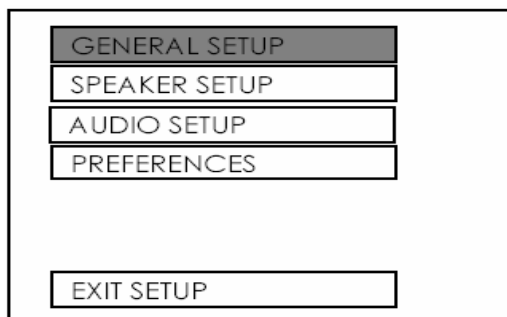 GENERAL SETUP
SPEAKER SETUP
AUDIO SETUP
PREFERENCES
EXIT SETUP